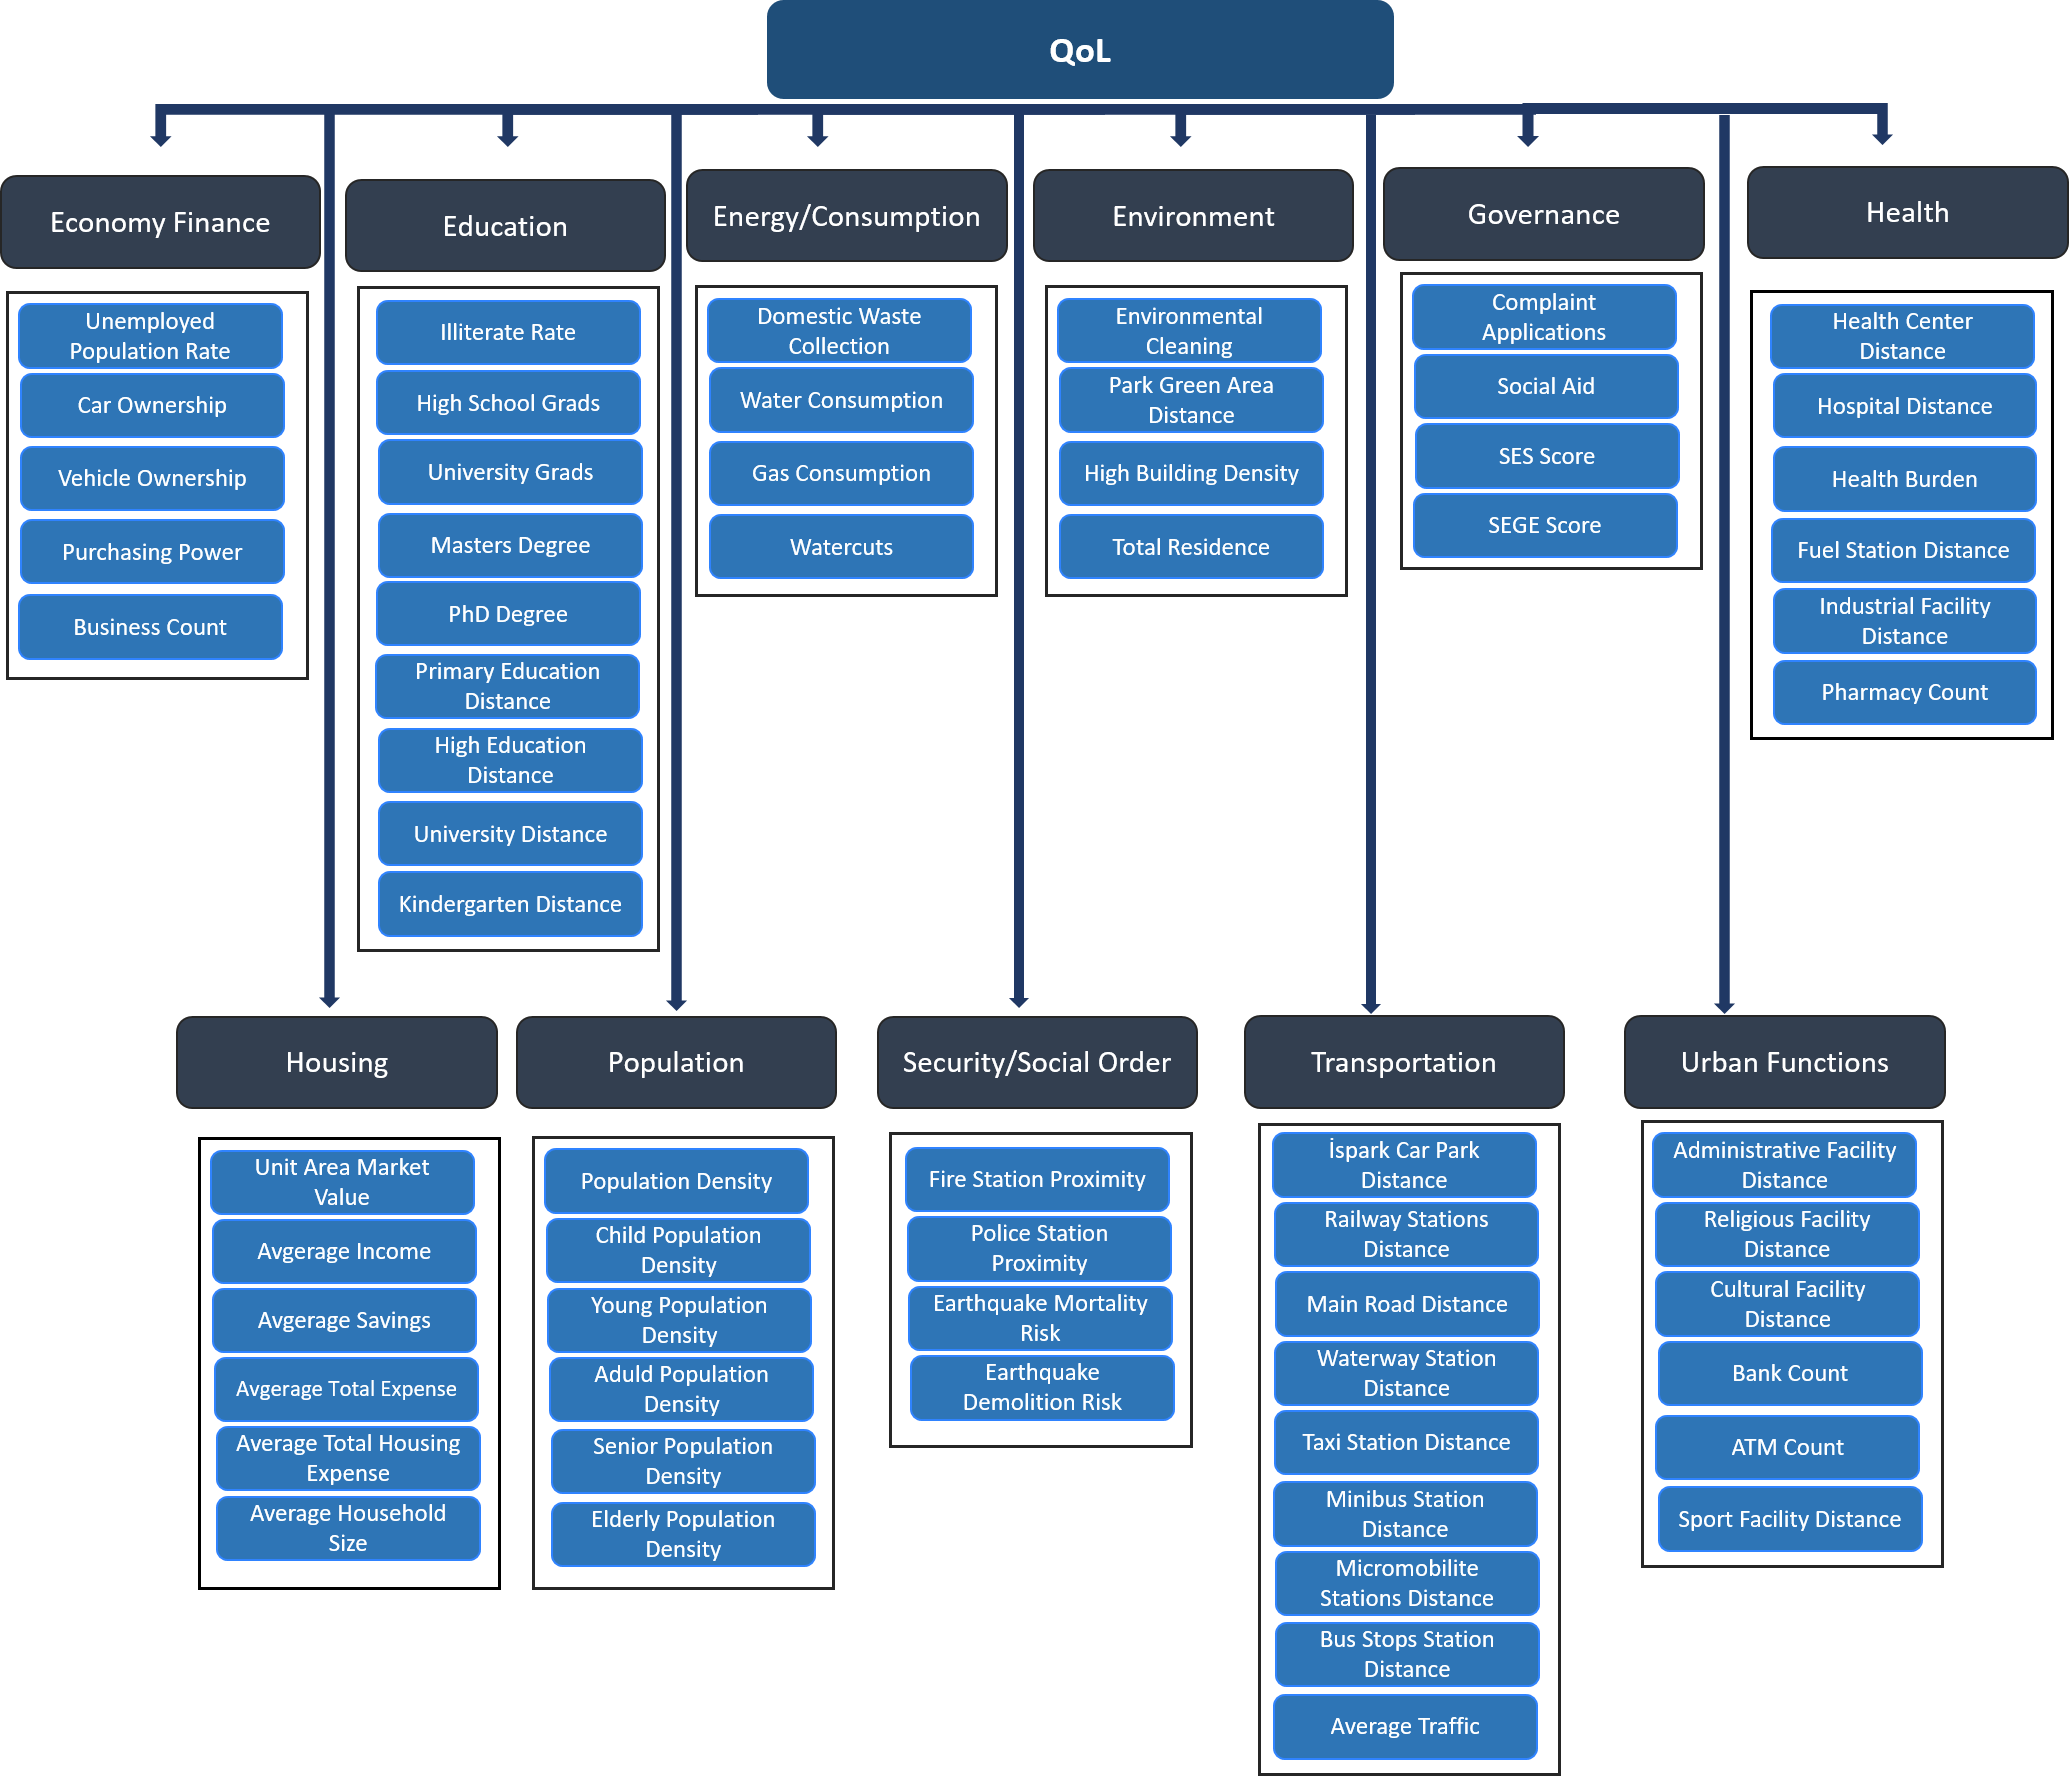 QoL
Economy Finance
Unemployed
Population Rate
Car Ownership
Vehicle Ownership
Purchasing Power
Business Count
Education
Illiterate Rate
High School Grads
University Grads
Masters Degree
PhD Degree
Primary Education
Distance
High Education
Distance
University Distance
Kindergarten Distance
Energy/Consumption
Domestic Waste
Collection
Water Consumption
Gas Consumption
Watercuts
Environment
Environmental
Cleaning
Park Green Area
Distance
High Building Density
Total Residence
Governance
Complaint
Applications
Social Aid
SES Score
SEGE Score
Health
Health Center
Distance
Hospital Distance
Health Burden
Fuel Station Distance
Industrial Facility
Distance
Pharmacy Count
Housing
Unit Area Market
Value
Avgerage Income
Avgerage Savings
Avgerage Total Expense
Average Total Housing
Expense
Average Household
Size
Population
Population Density
Child Population
Density
Young Population
Density
Aduld Population
Density
Senior Population
Density
Elderly Population
Density
Security/Social Order
Fire Station Proximity
Police Station
Proximity
Earthquake Mortality
Risk
Earthquake
Demolition Risk
Transportation
İspark Car Park
Distance
Railway Stations
Distance
Main Road Distance
Waterway Station
Distance
Taxi Station Distance
Minibus Station
Distance
Micromobilite
Stations Distance
Bus Stops Station
Distance
Average Traffic
Urban Functions
Administrative Facility
Distance
Religious Facility
Distance
Cultural Facility
Distance
Bank Count
ATM Count
Sport Facility Distance